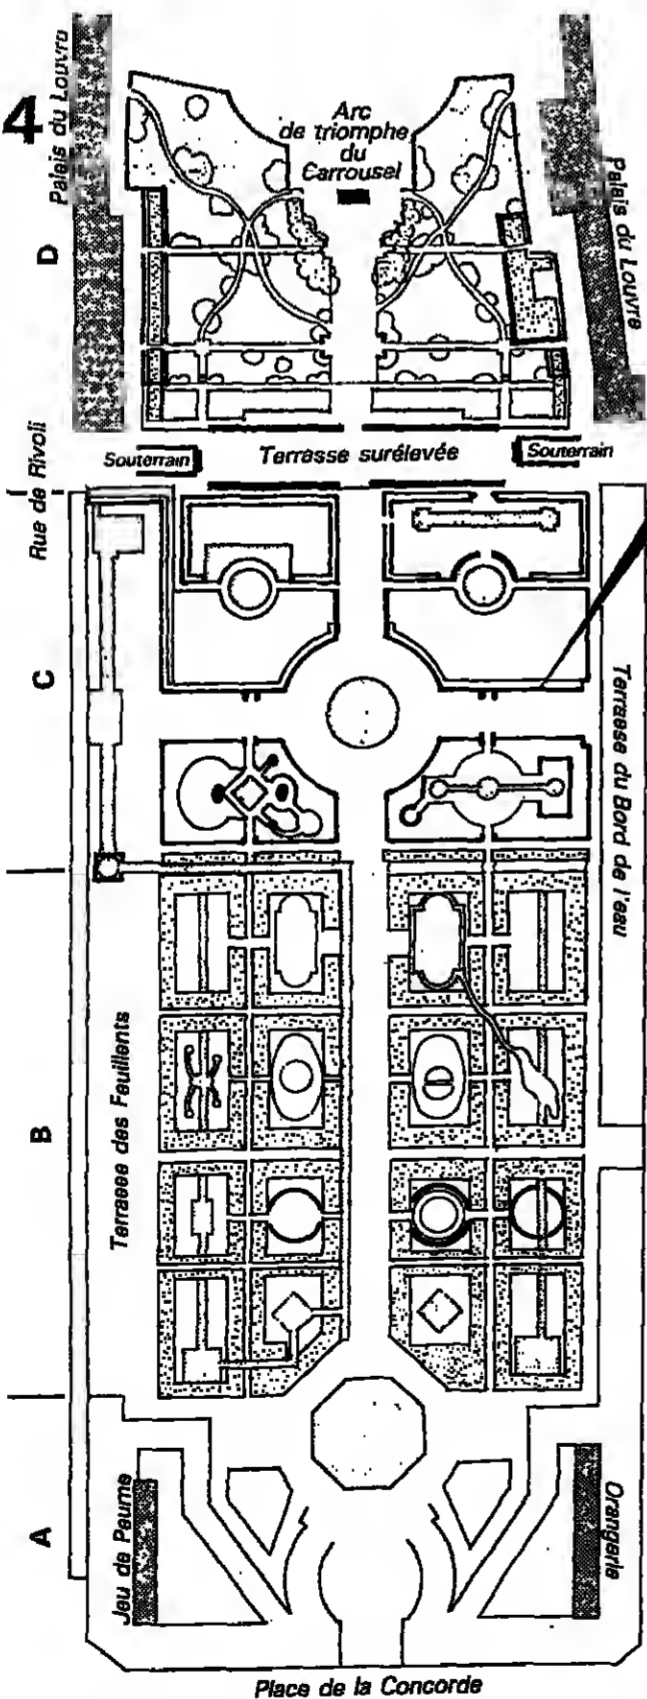 4
Palais du Louvre
Arc
de triomphe
du
Carrousel
Palais du Louvre
D
Rue de Rivoli
Souterrain
Terrasse surélevée
Souterrain
C
Terrasse du Bord de l'eau
Terrasse des Feuillents
B
A
Jeu de Paume
Orangerie
Place de la Concorde